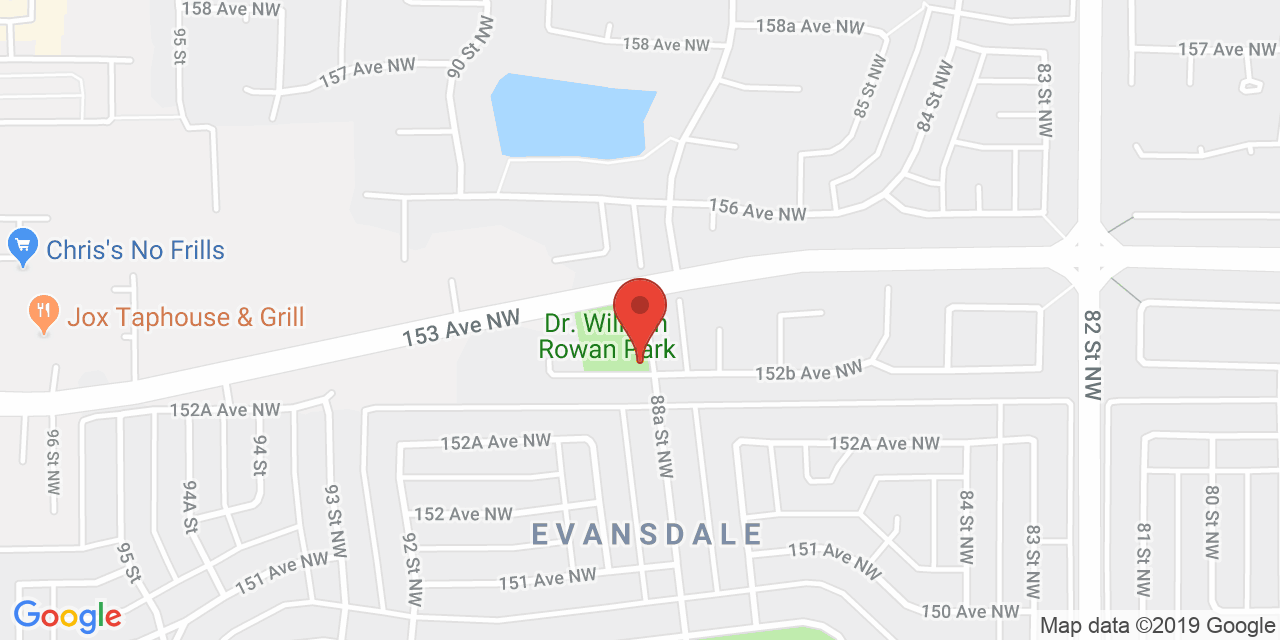 158 Ave NW
95 St
90 St NW
157 Ave NW
158 Ave NW
158a Ave NW
85 St NW
84 St NW
83 St NW
157 Ave NW
156 Ave NW
Chris's No Frills
Jox Taphouse & Grill
153 Ave NW
Dr. William
Rowan Park
152b Ave NW
82 St NW
152A Ave NW
96 St NW
94 St
94A St
95 St
93 St NW
151 Ave NW
152A Ave NW
152 Ave NW
92 St NW
151 Ave NW
88a St NW
EVANSDALE
152A Ave NW
151 Ave NW
84 St NW
83 St NW
150 Ave NW
81 St NW
80 St NW
Google
Map data ©2019 Google